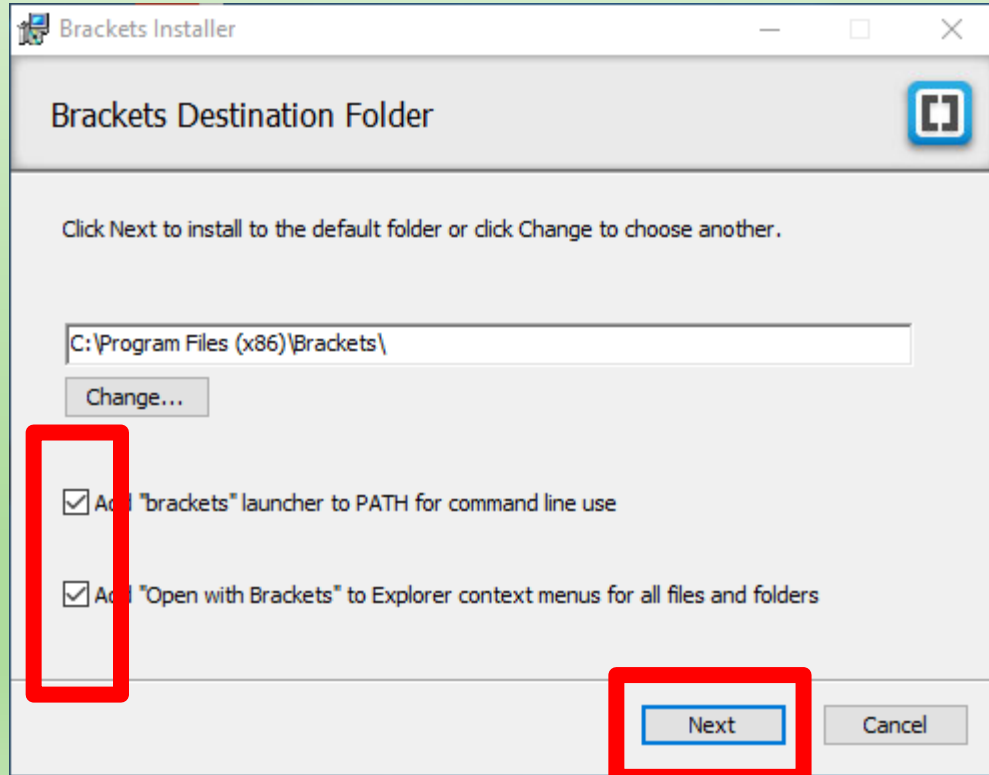 Brackets Installer
Brackets Destination Folder
Click Next to install to the default folder or click Change to choose another.
C:\Program Files (x86)\Brackets\
Change...
Add "brackets" launcher to PATH for command line use
Add "Open with Brackets" to Explorer context menus for all files and folders
Next Cancel